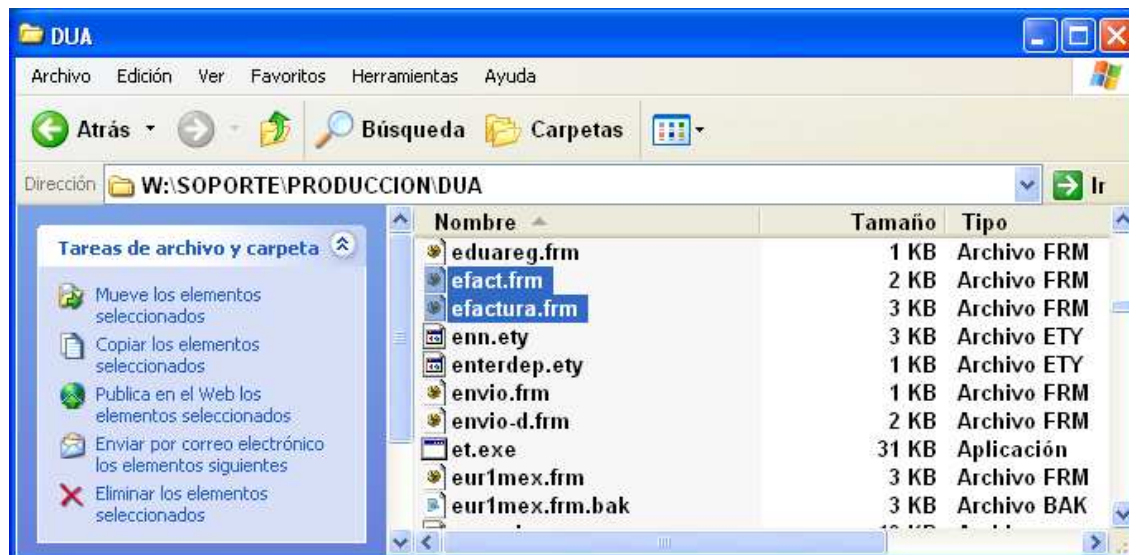 DUA
Archivo Edición Ver Favoritos Herramientas Ayuda
Atrás Búsqueda Carpetas
Dirección W:\SOPORTE\PRODUCCION\DUA Ir
Nombre Tamaño Tipo
Tareas de archivo y carpeta
Mueve los elementos
seleccionados
Copiar los elementos
seleccionados
Publica en el Web los
elementos seleccionados
Enviar por correo electrónico
los elementos siguientes
Eliminar los elementos
seleccionados
eduareg.frm 1 KB Archivo FRM
efact.frm 2 KB Archivo FRM
efactura.frm 3 KB Archivo FRM
enn.ety 3 KB Archivo ETY
enterdep.ety 1 KB Archivo ETY
envio.frm 1 KB Archivo FRM
envio-d.frm 2 KB Archivo FRM
et.exe 31 KB Aplicación
eur1mex.frm 3 KB Archivo FRM
eur1mex.frm.bak 3 KB Archivo BAK